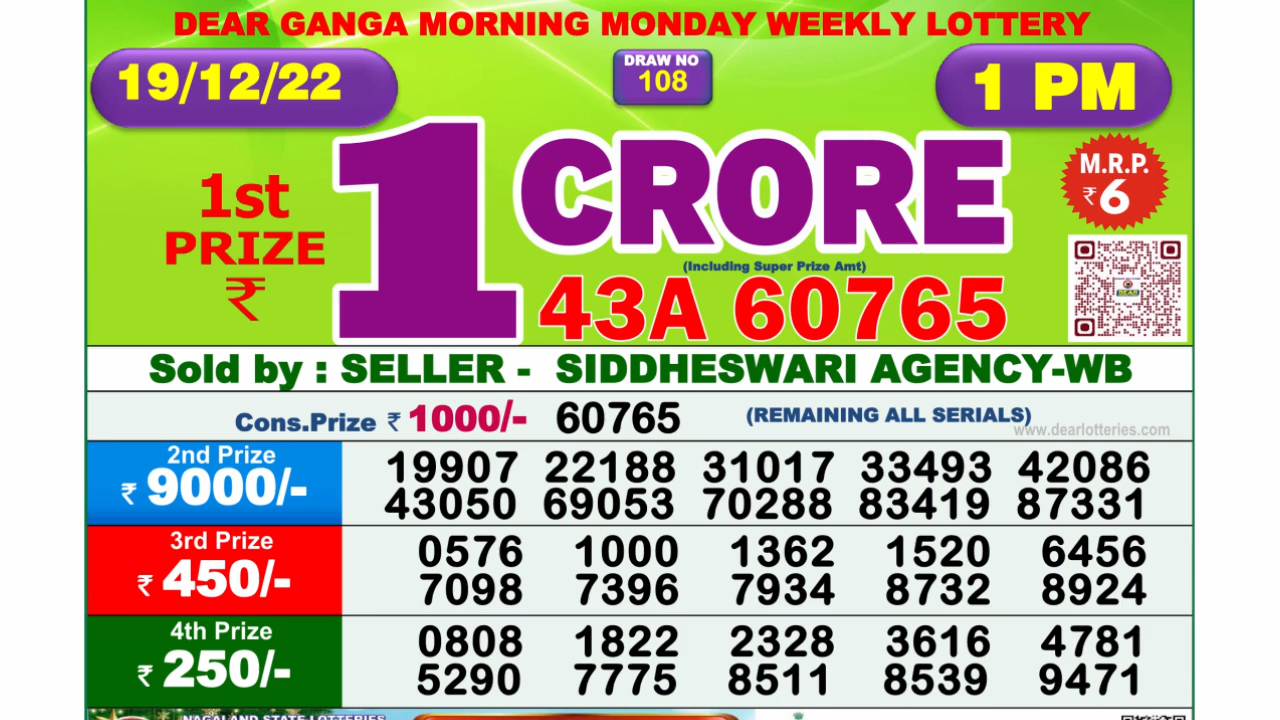 DEAR GANGA MORNING MONDAY WEEKLY LOTTERY
19/12/22
DRAW NO
108
1 PM
1st
PRIZE
₹
1 CRORE
(Including Super Prize Amt)
43A 60765
M.R.P.
₹ 6
DEAR
Sold by : SELLER - SIDDHESWARI AGENCY-WB
Cons.Prize ₹ 1000/- 60765 (REMAINING ALL SERIALS)
www.dearlotteries.com
2nd Prize
₹ 9000/-
19907 22188 31017 33493 42086
43050 69053 70288 83419 87331
3rd Prize
₹ 450/-
0576 1000 1362 1520 6456
7098 7396 7934 8732 8924
4th Prize
₹ 250/-
0808 1822 2328 3616 4781
5290 7775 8511 8539 9471
NAGALAND STATE LOTTERIES